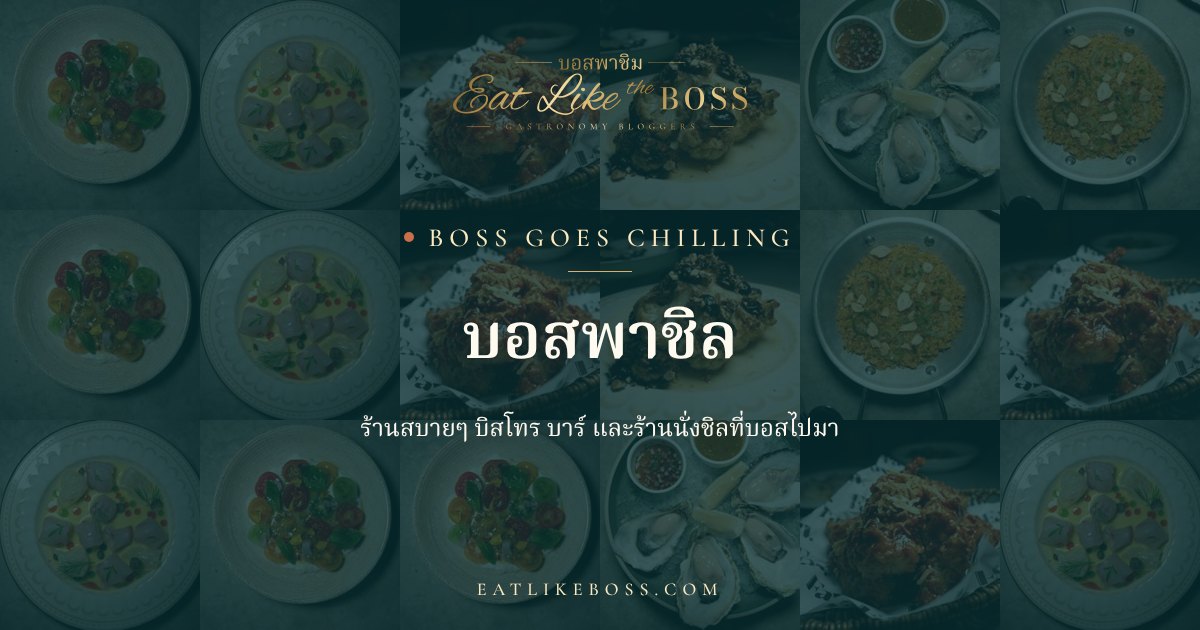 บอสพาชิม
Eat Like the BOSS
GASTRONOMY BLOGGERS
BOSS GOES CHILLING
บอสพาชิล
ร้านสบายๆ บิสโทร บาร์ และร้านนั่งชิลที่บอสไปมา
EATLIKEBOSS.COM